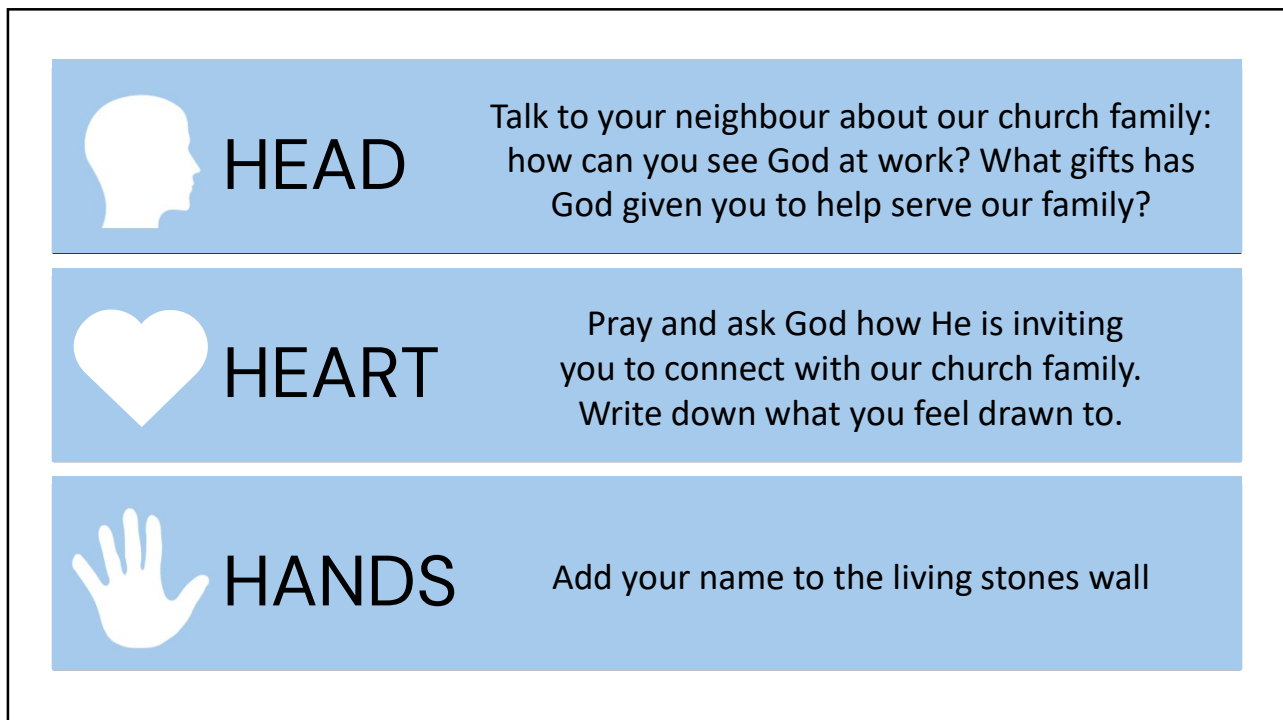 HEAD
Talk to your neighbour about our church family:
how can you see God at work? What gifts has
God given you to help serve our family?
HEART
Pray and ask God how He is inviting
you to connect with our church family.
Write down what you feel drawn to.
HANDS
Add your name to the living stones wall